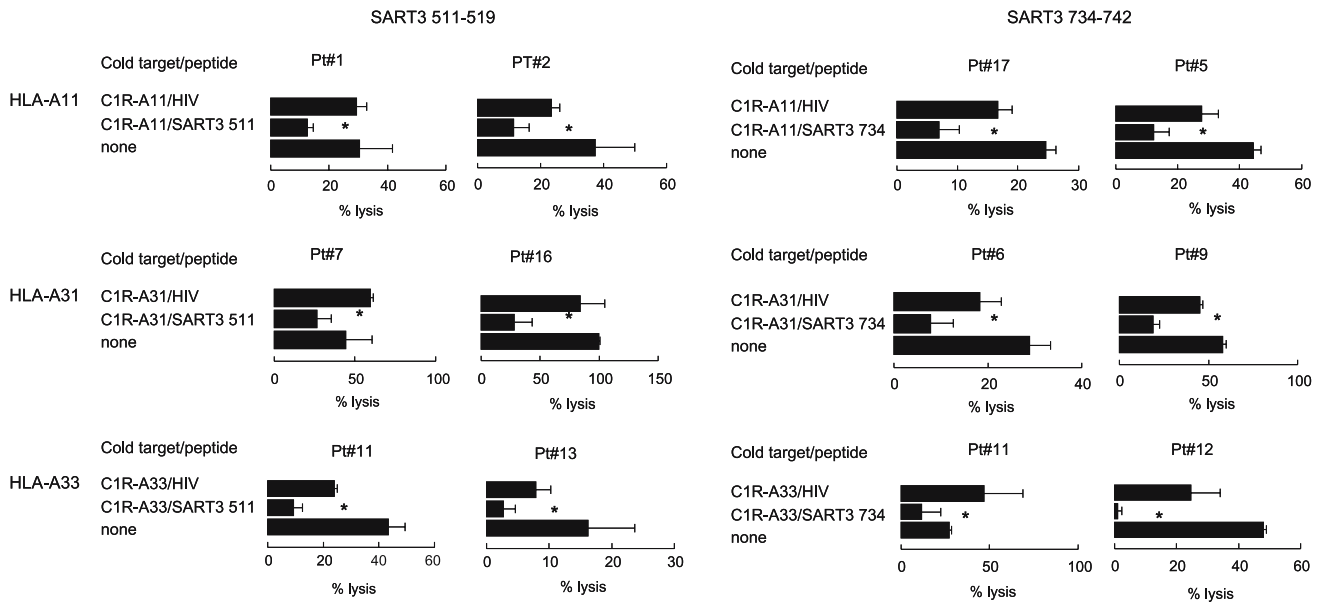 SART3 511-519
SART3 734-742
Cold target/peptide
Pt#1
PT#2
HLA-A11
C1R-A11/HIV
C1R-A11/SART3 511
*
*
none
0 20 40 60
0 20 40 60
% lysis
% lysis
Cold target/peptide
Pt#17
Pt#5
C1R-A11/HIV
C1R-A11/SART3 734
*
*
none
0 10 20 30
0 20 40 60
% lysis
% lysis
Cold target/peptide
Pt#7
Pt#16
HLA-A31
C1R-A31/HIV
C1R-A31/SART3 511
*
*
none
0 50 100
0 50 100 150
% lysis
% lysis
Cold target/peptide
Pt#6
Pt#9
C1R-A31/HIV
C1R-A31/SART3 734
*
*
none
0 20 40
0 50 100
% lysis
% lysis
Cold target/peptide
Pt#11
Pt#13
HLA-A33
C1R-A33/HIV
C1R-A33/SART3 511
*
*
none
0 20 40 60
0 10 20 30
% lysis
% lysis
Cold target/peptide
Pt#11
Pt#12
C1R-A33/HIV
C1R-A33/SART3 734
*
*
none
0 50 100
0 20 40 60
% lysis
% lysis